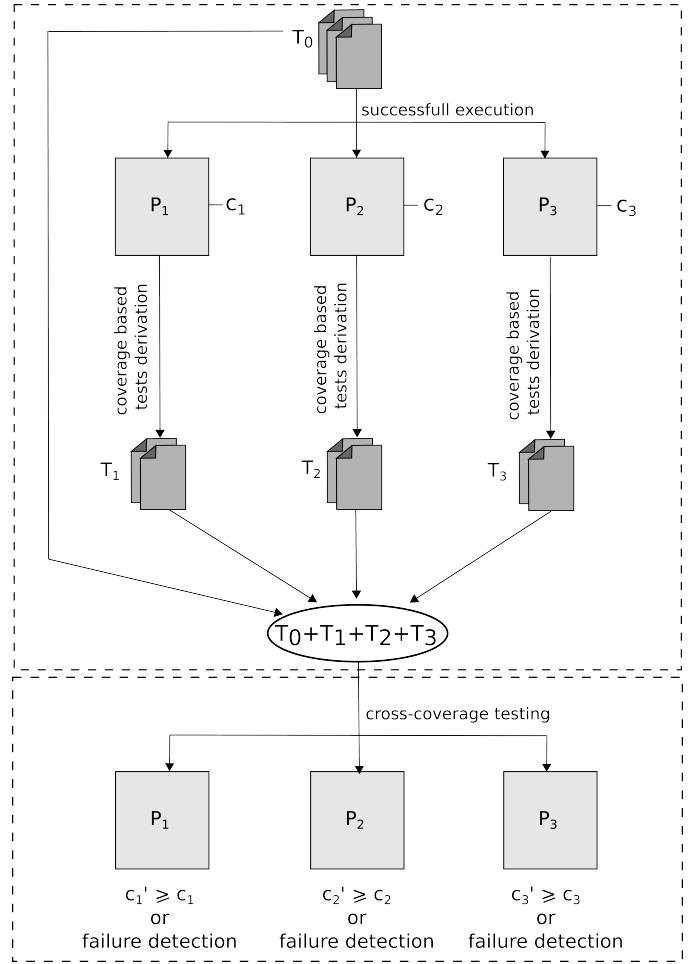 T0
successfull execution
P1
c1
P2
c2
P3
c3
coverage based
tests derivation
coverage based
tests derivation
coverage based
tests derivation
T1
T2
T3
T0+T1+T2+T3
cross-coverage testing
P1
P2
P3
c1' ⩾ c1
or
failure detection
c2' ⩾ c2
or
failure detection
c3' ⩾ c3
or
failure detection